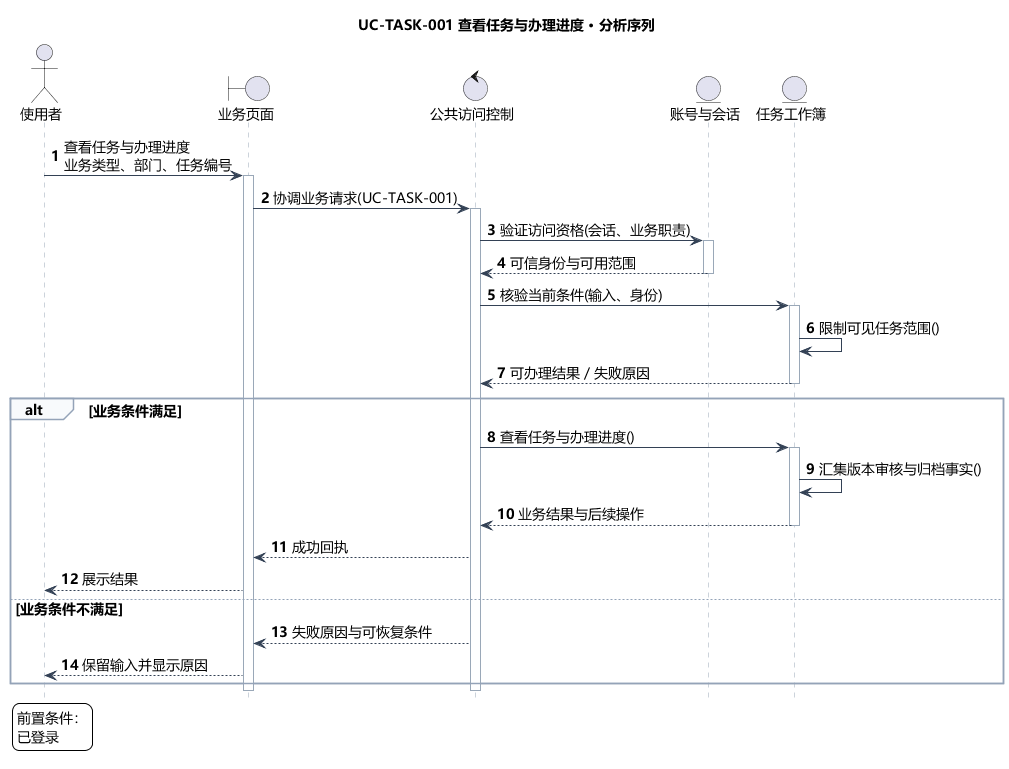 UC-TASK-001 查看任务与办理进度・分析序列
使用者
业务页面
公共访问控制
账号与会话
任务工作簿
1 查看任务与办理进度
业务类型、部门、任务编号
2 协调业务请求(UC-TASK-001)
3 验证访问资格(会话、业务职责)
4 可信身份与可用范围
5 核验当前条件(输入、身份)
6 限制可见任务范围()
7 可办理结果 / 失败原因
alt [业务条件满足]
8 查看任务与办理进度()
9 汇集版本审核与归档事实()
10 业务结果与后续操作
11 成功回执
12 展示结果
[业务条件不满足]
13 失败原因与可恢复条件
14 保留输入并显示原因
前置条件：
已登录